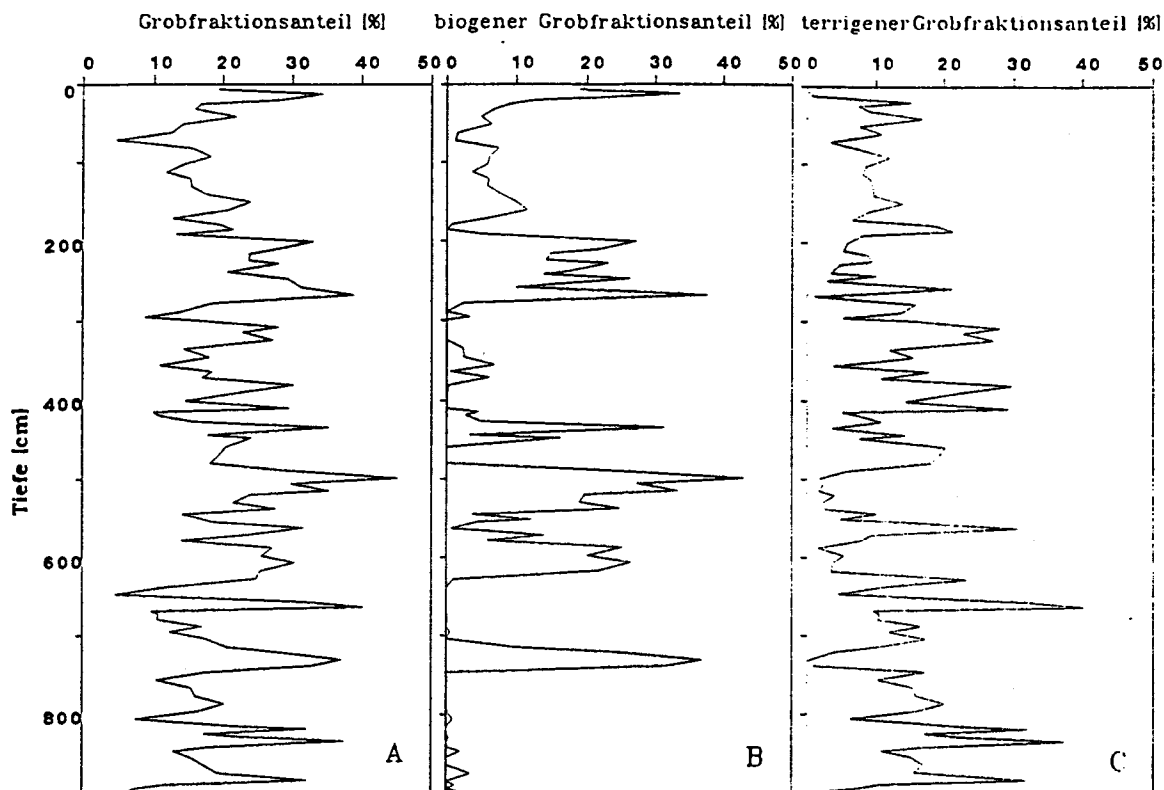 Grobfraktionsanteil [%]
biogener Grobfraktionsanteil [%]
terrigener Grobfraktionsanteil [%]
0 10 20 30 40 50
0 10 20 30 40 50
0 10 20 30 40 50
0
200
400
600
800
Tiefe [cm]
A
B
C